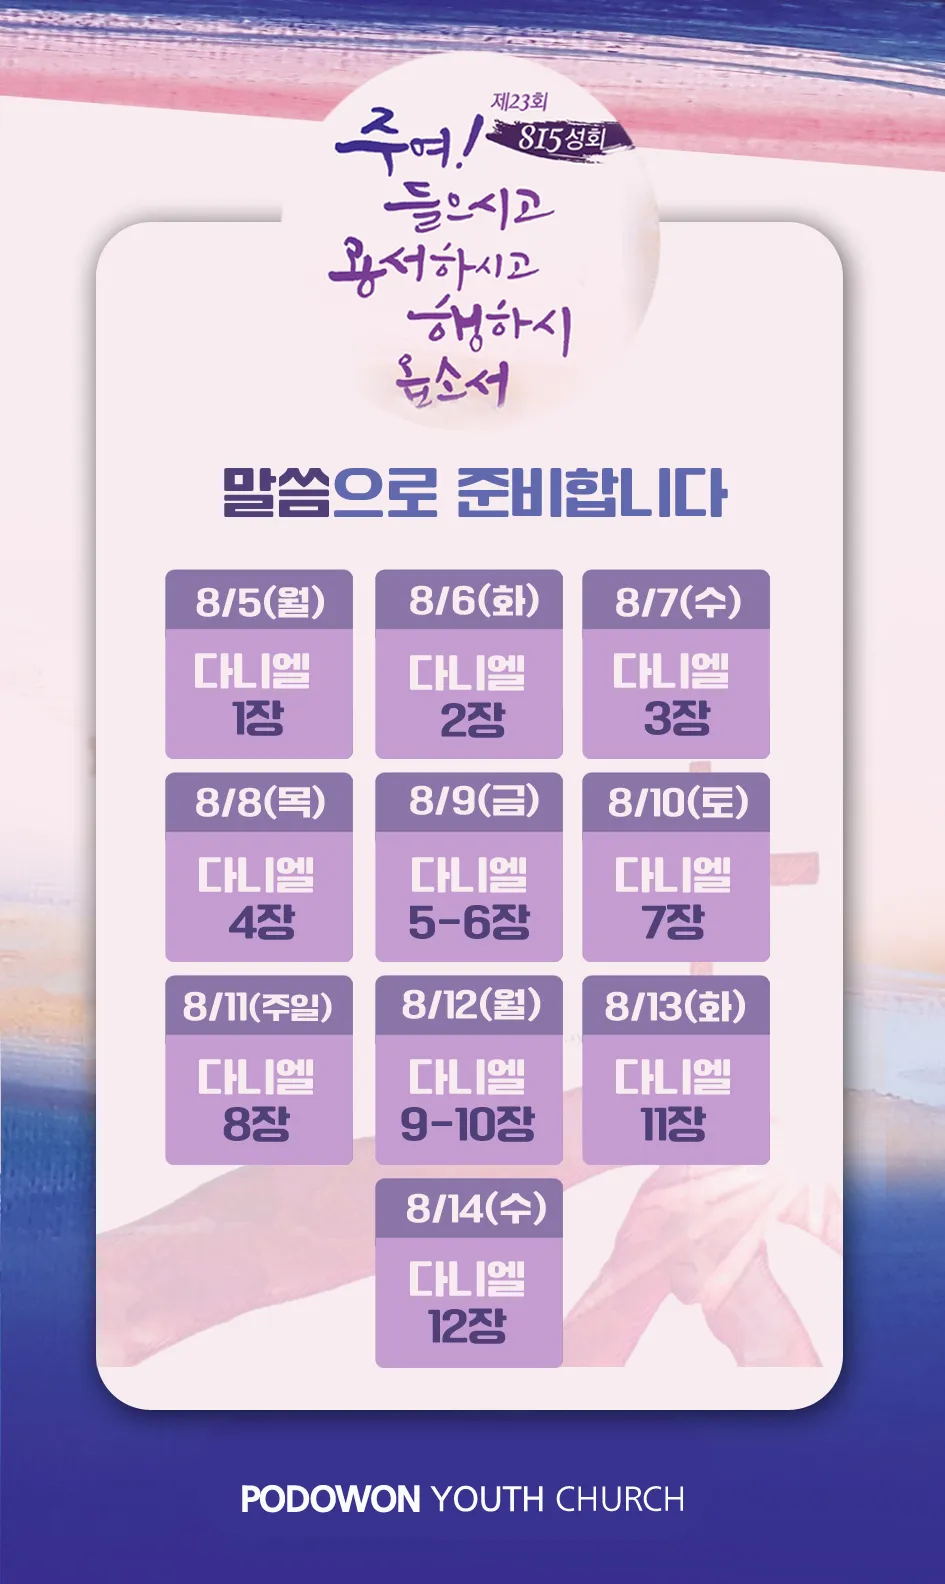 제23회
주여! 815성회
들으시고
용서하시고
행하시
옵소서
말씀으로 준비합니다
8/5(월) 8/6(화) 8/7(수)
다니엘 다니엘 다니엘
1장 2장 3장
8/8(목) 8/9(금) 8/10(토)
다니엘 다니엘 다니엘
4장 5-6장 7장
8/11(주일) 8/12(월) 8/13(화)
다니엘 다니엘 다니엘
8장 9-10장 11장
8/14(수)
다니엘
12장
PODOWON YOUTH CHURCH